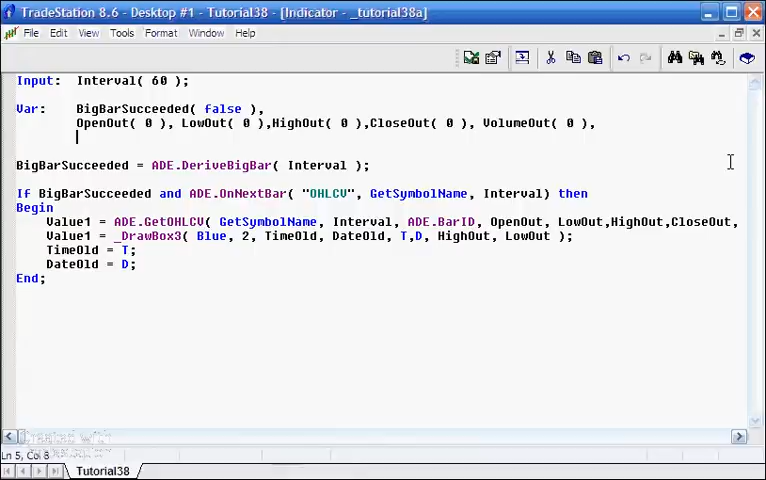 TradeStation 8.6 - Desktop #1 - Tutorial38 - [Indicator - _tutorial38a]
File Edit View Tools Format Window Help
Input: Interval( 60 );
Var: BigBarSucceeded( false ),
OpenOut( 0 ), LowOut( 0 ),HighOut( 0 ),CloseOut( 0 ), VolumeOut( 0 ),
BigBarSucceeded = ADE.DeriveBigBar( Interval );
If BigBarSucceeded and ADE.OnNextBar( "OHLCV", GetSymbolName, Interval) then
Begin
Value1 = ADE.GetOHLCV( GetSymbolName, Interval, ADE.BarID, OpenOut, LowOut,HighOut,CloseOut,
Value1 = _DrawBox3( Blue, 2, TimeOld, DateOld, T,D, HighOut, LowOut );
TimeOld = T;
DateOld = D;
End;
Created with
Ln 5, Col 8
Tutorial38